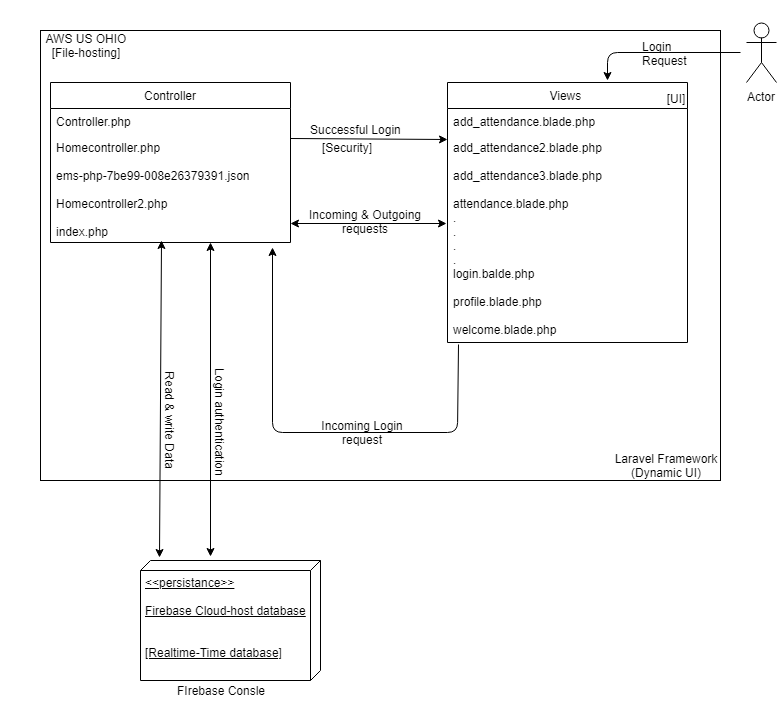 AWS US OHIO
[File-hosting]
Login
Request
Actor
Controller
Controller.php
Homecontroller.php
ems-php-7be99-008e26379391.json
Homecontroller2.php
index.php
Successful Login
[Security]
Incoming & Outgoing
requests
Views
[UI]
add_attendance.blade.php
add_attendance2.blade.php
add_attendance3.blade.php
attendance.blade.php
.
.
.
.
login.balde.php
profile.blade.php
welcome.blade.php
Read & write Data
Login authentication
Incoming Login
request
Laravel Framework
(Dynamic UI)
<<persistance>>
Firebase Cloud-host database
[Realtime-Time database]
FIrebase Consle